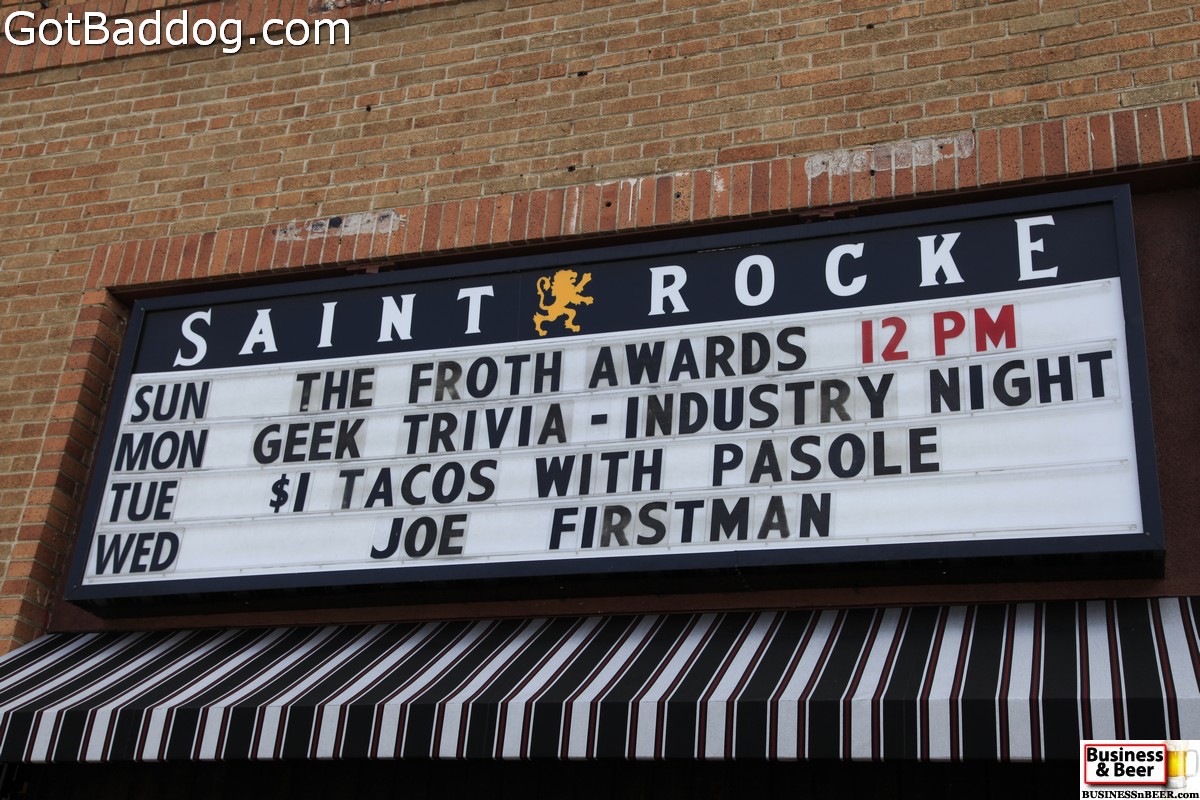 GotBaddog.com
SAINT ROCKE
SUN THE FROTH AWARDS 12 PM
MON GEEK TRIVIA - INDUSTRY NIGHT
TUE $1 TACOS WITH PASOLE
WED JOE FIRSTMAN
Business
& Beer
BUSINESSnBEER.com